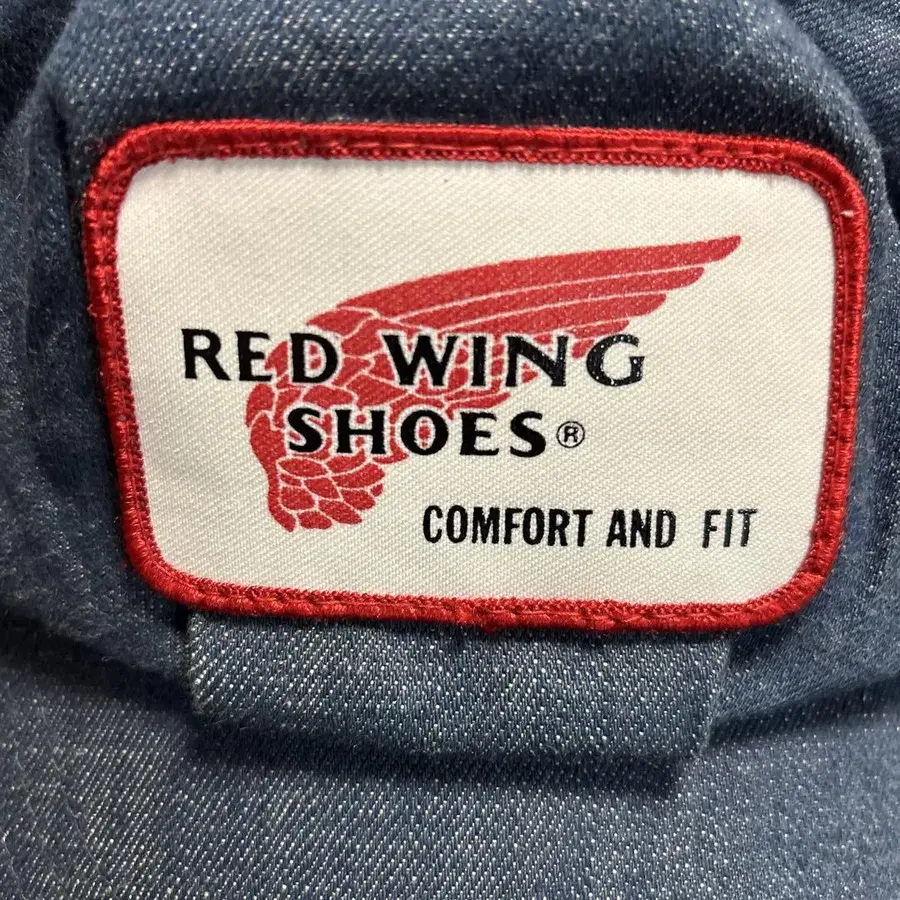 RED WING
SHOES®
COMFORT AND FIT